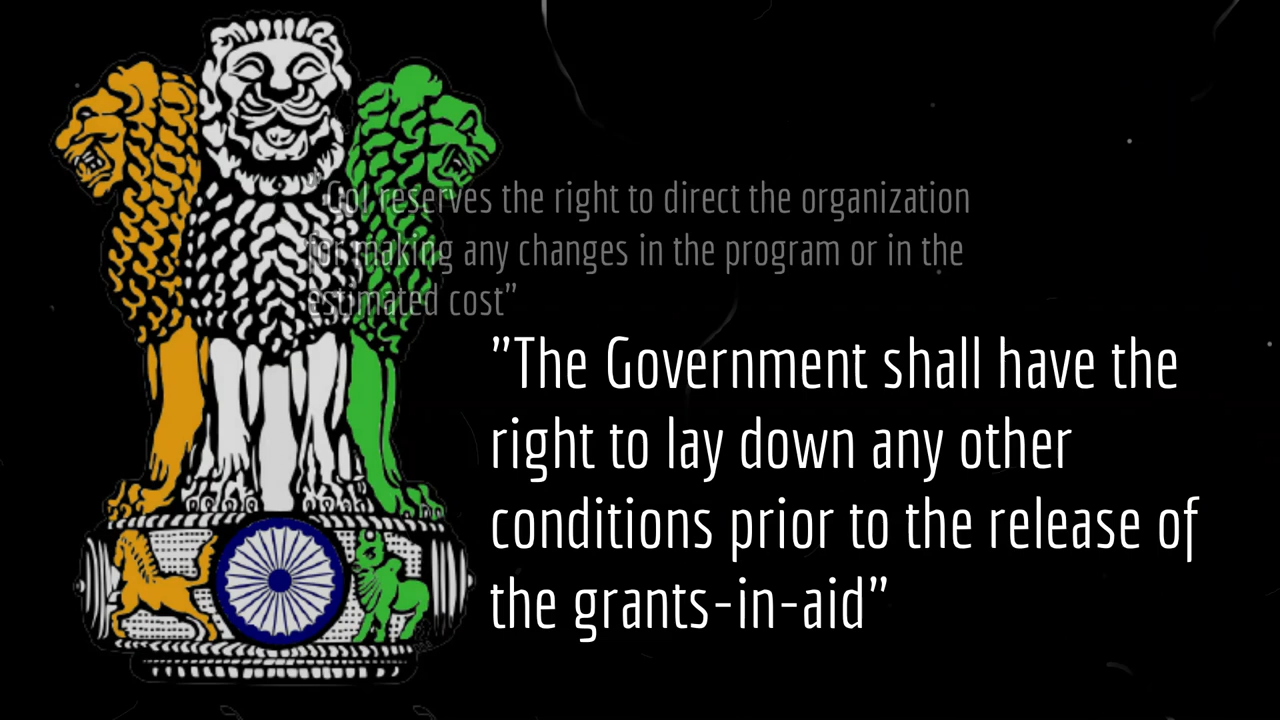 "GoI reserves the right to direct the organization
for making any changes in the program or in the
estimated cost”
”The Government shall have the
right to lay down any other
conditions prior to the release of
the grants-in-aid”